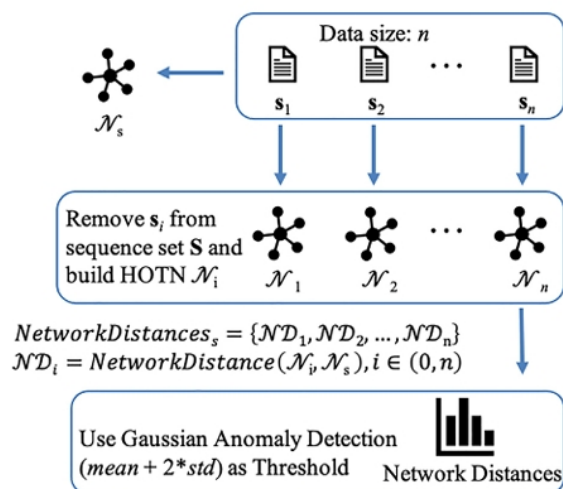 Data size: n
s₁ s₂ ··· sₙ
𝒩ₛ
Remove sᵢ from
sequence set S and
build HOTN 𝒩ᵢ
𝒩₁ 𝒩₂ ··· 𝒩ₙ
NetworkDistancesₛ = {𝒩𝒟₁, 𝒩𝒟₂, …, 𝒩𝒟ₙ}
𝒩𝒟ᵢ = NetworkDistance(𝒩ᵢ, 𝒩ₛ), i ∈ (0, n)
Use Gaussian Anomaly Detection
(mean + 2*std) as Threshold
Network Distances